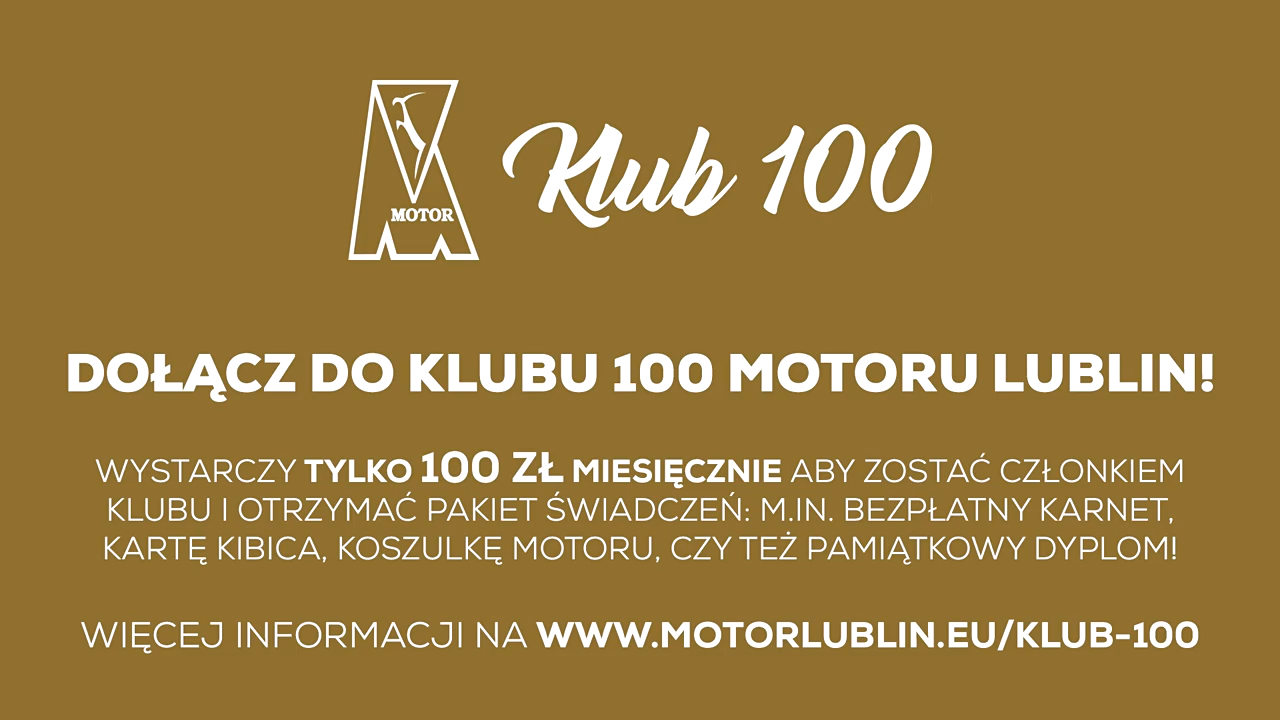 MOTOR
Klub 100
DOŁĄCZ DO KLUBU 100 MOTORU LUBLIN!
WYSTARCZY TYLKO 100 ZŁ MIESIĘCZNIE ABY ZOSTAĆ CZŁONKIEM
KLUBU I OTRZYMAĆ PAKIET ŚWIADCZEŃ: M.IN. BEZPŁATNY KARNET,
KARTĘ KIBICA, KOSZULKĘ MOTORU, CZY TEŻ PAMIĄTKOWY DYPLOM!
WIĘCEJ INFORMACJI NA WWW.MOTORLUBLIN.EU/KLUB-100